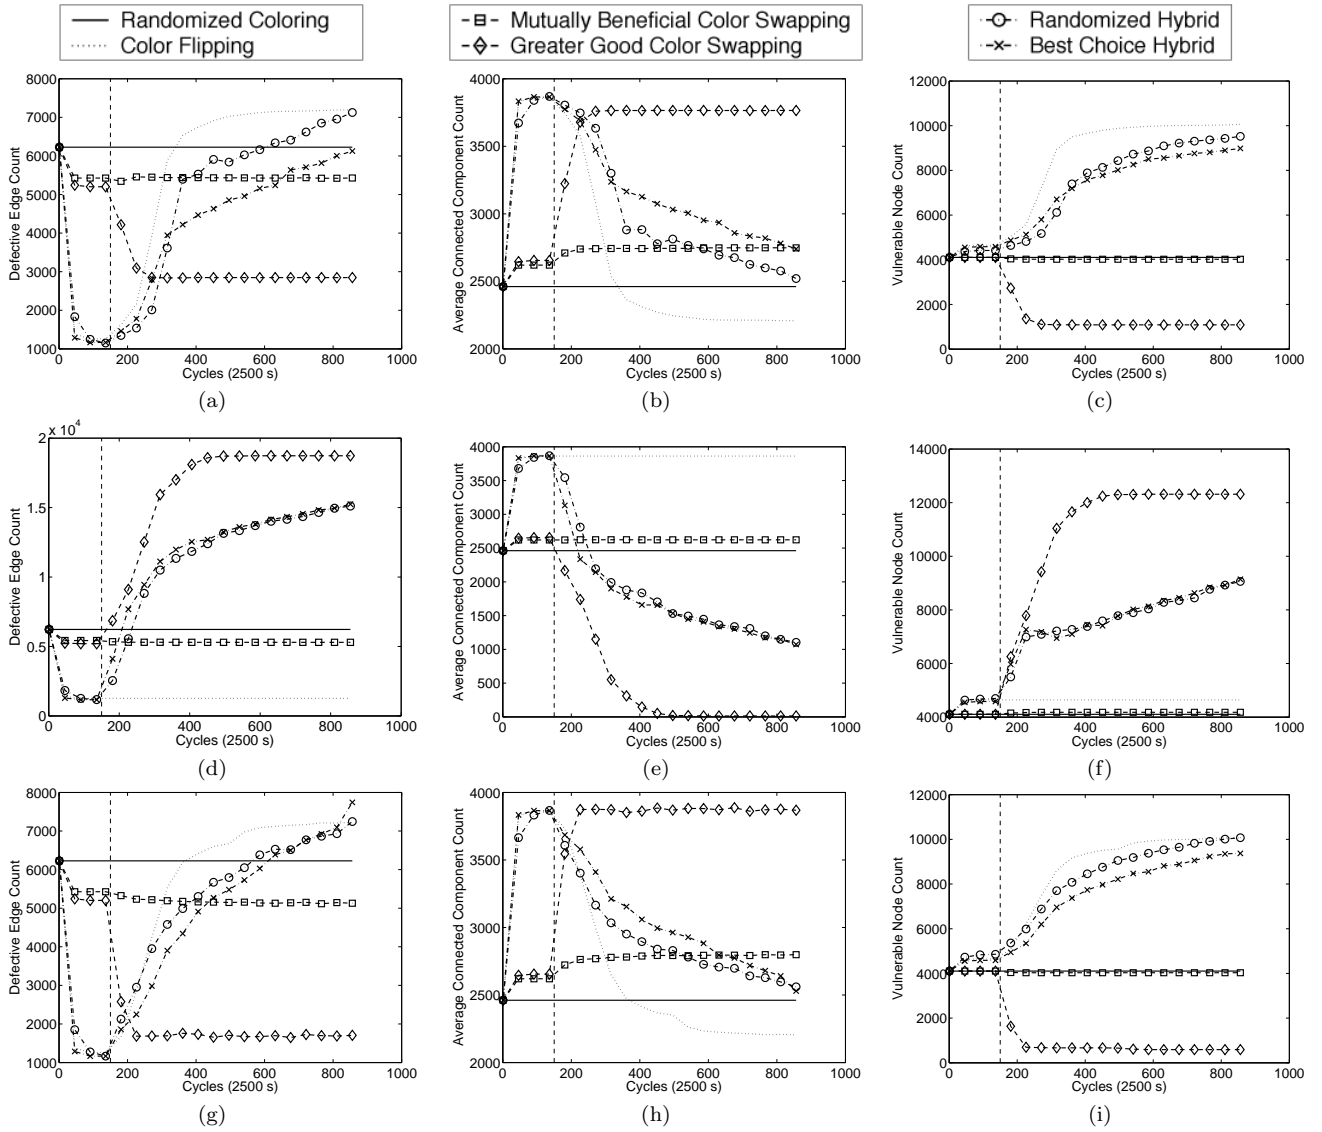 Randomized Coloring
Color Flipping
Mutually Beneficial Color Swapping
Greater Good Color Swapping
Randomized Hybrid
Best Choice Hybrid
8000
7000
6000
5000
4000
3000
2000
1000
0 200 400 600 800 1000
Defective Edge Count
Cycles (2500 s)
(a)
4000
3500
3000
2500
2000
0 200 400 600 800 1000
Average Connected Component Count
Cycles (2500 s)
(b)
12000
10000
8000
6000
4000
2000
0
0 200 400 600 800 1000
Vulnerable Node Count
Cycles (2500 s)
(c)
2 x 10^4
1.5
1
0.5
0
0 200 400 600 800 1000
Defective Edge Count
Cycles (2500 s)
(d)
4000
3500
3000
2500
2000
1500
1000
500
0
0 200 400 600 800 1000
Average Connected Component Count
Cycles (2500 s)
(e)
14000
12000
10000
8000
6000
4000
0 200 400 600 800 1000
Vulnerable Node Count
Cycles (2500 s)
(f)
8000
7000
6000
5000
4000
3000
2000
1000
0 200 400 600 800 1000
Defective Edge Count
Cycles (2500 s)
(g)
4000
3500
3000
2500
2000
0 200 400 600 800 1000
Average Connected Component Count
Cycles (2500 s)
(h)
12000
10000
8000
6000
4000
2000
0
0 200 400 600 800 1000
Vulnerable Node Count
Cycles (2500 s)
(i)